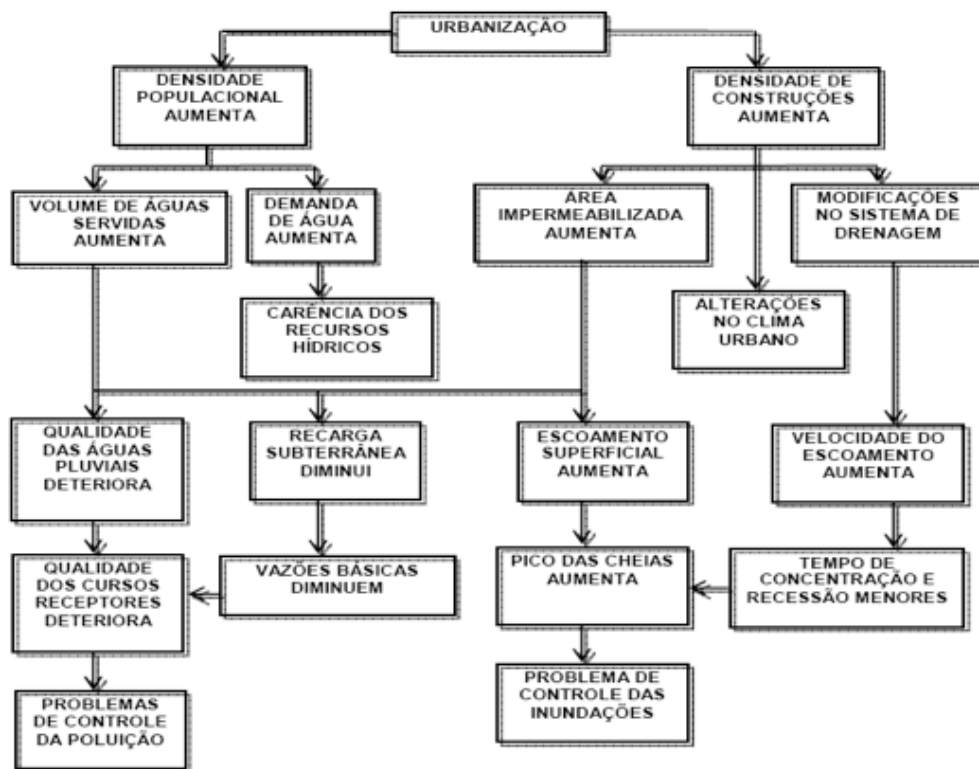 URBANIZAÇÃO
DENSIDADE
POPULACIONAL
AUMENTA
DENSIDADE DE
CONSTRUÇÕES
AUMENTA
VOLUME DE ÁGUAS
SERVIDAS
AUMENTA
DEMANDA
DE ÁGUA
AUMENTA
ÁREA
IMPERMEABILIZADA
AUMENTA
MODIFICAÇÕES
NO SISTEMA DE
DRENAGEM
CARÊNCIA DOS
RECURSOS
HÍDRICOS
ALTERAÇÕES
NO CLIMA
URBANO
QUALIDADE
DAS ÁGUAS
PLUVIAIS
DETERIORA
RECARGA
SUBTERRÂNEA
DIMINUI
ESCOAMENTO
SUPERFICIAL
AUMENTA
VELOCIDADE DO
ESCOAMENTO
AUMENTA
QUALIDADE
DOS CURSOS
RECEPTORES
DETERIORA
VAZÕES BÁSICAS
DIMINUEM
PICO DAS CHEIAS
AUMENTA
TEMPO DE
CONCENTRAÇÃO E
RECESSÃO MENORES
PROBLEMAS
DE CONTROLE
DA POLUIÇÃO
PROBLEMA DE
CONTROLE DAS
INUNDAÇÕES